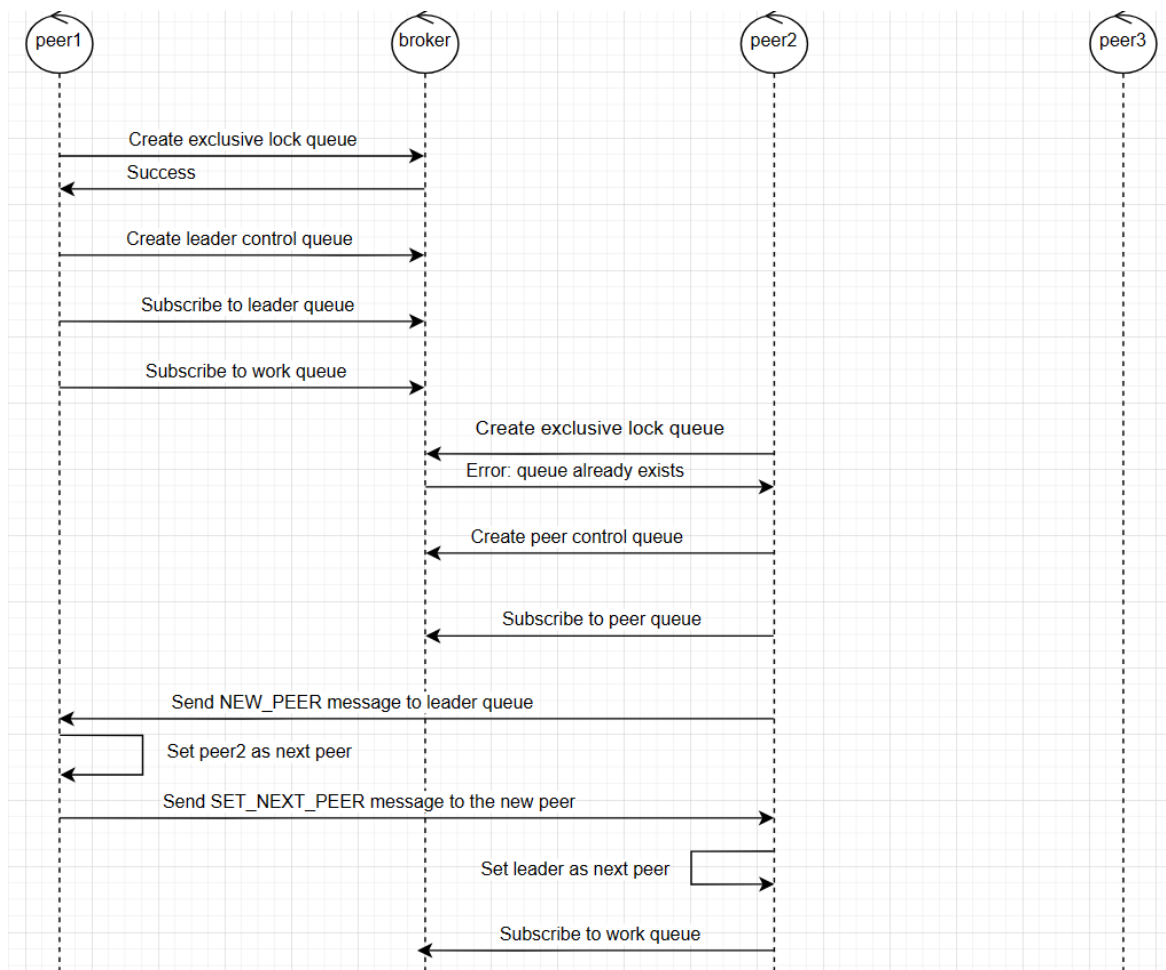 peer1
broker
peer2
peer3
Create exclusive lock queue
Success
Create leader control queue
Subscribe to leader queue
Subscribe to work queue
Create exclusive lock queue
Error: queue already exists
Create peer control queue
Subscribe to peer queue
Send NEW_PEER message to leader queue
Set peer2 as next peer
Send SET_NEXT_PEER message to the new peer
Set leader as next peer
Subscribe to work queue